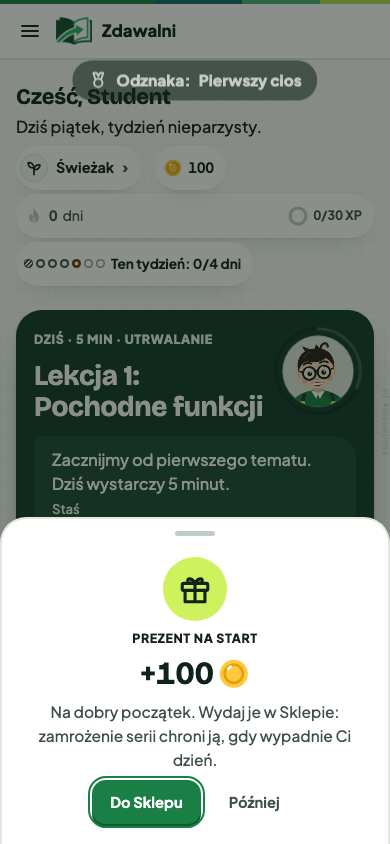 Zdawalni
Odznaka: Pierwszy cios
Cześć, Student
Dziś piątek, tydzień nieparzysty.
Świeżak ›
100
0 dni
0/30 XP
Ten tydzień: 0/4 dni
DZIŚ · 5 MIN · UTRWALANIE
Lekcja 1:
Pochodne funkcji
Zacznijmy od pierwszego tematu.
Dziś wystarczy 5 minut.
Staś
PREZENT NA START
+100
Na dobry początek. Wydaj je w Sklepie:
zamrożenie serii chroni ją, gdy wypadnie Ci
dzień.
Do Sklepu
Później